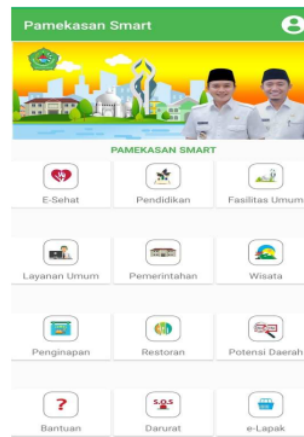 Pamekasan Smart
PAMEKASAN SMART
E-Sehat
Pendidikan
Fasilitas Umum
Layanan Umum
Pemerintahan
Wisata
Penginapan
Restoran
Potensi Daerah
?
S.O.S
Bantuan
Darurat
e-Lapak